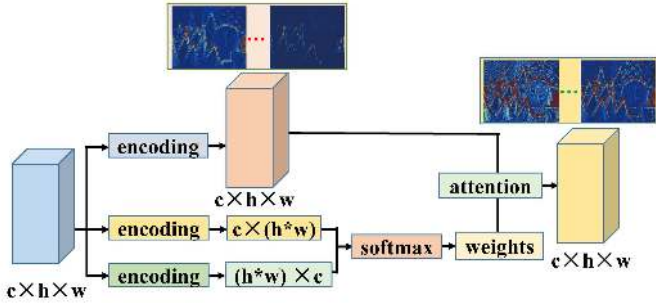 encoding
c×h×w
attention
encoding
c×(h*w)
softmax
weights
c×h×w
c×h×w
encoding
(h*w) ×c